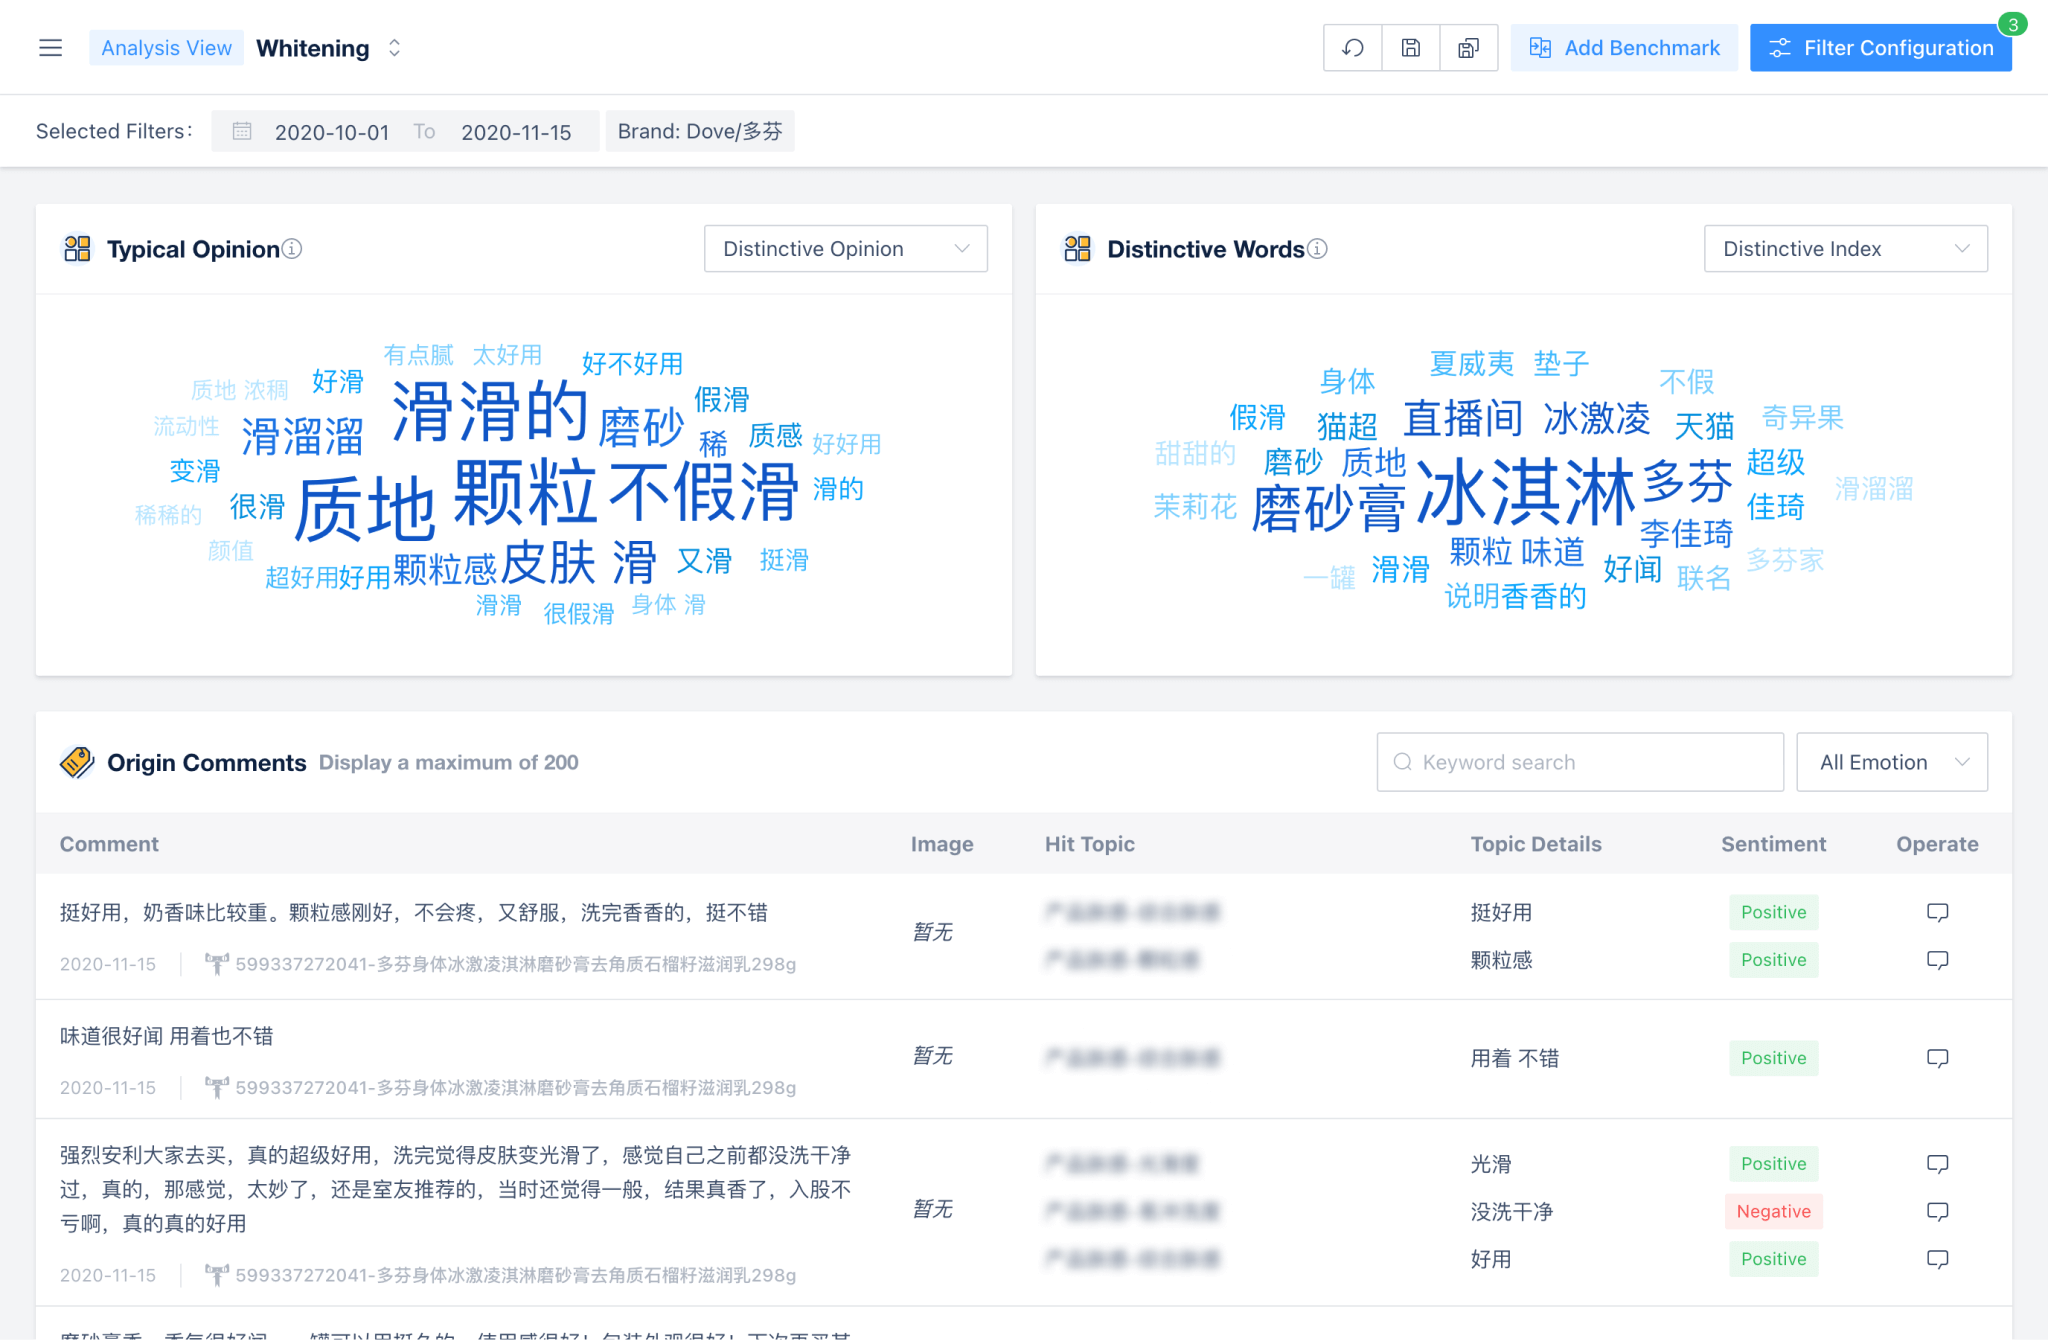 Analysis View Whitening
Add Benchmark
Filter Configuration
3
Selected Filters: 2020-10-01 To 2020-11-15 Brand: Dove/多芬
Typical Opinion
Distinctive Opinion
有点腻 太好用 好不好用
质地 浓稠 好滑 滑滑的 假滑
流动性 滑溜溜 磨砂 稀 质感 好好用
变滑 质地 颗粒 不假滑 滑的
稀稀的 很滑
颜值 超好用 好用 颗粒感 皮肤 滑 又滑 挺滑
滑滑 很假滑 身体 滑
Distinctive Words
Distinctive Index
夏威夷 垫子
身体 不假
假滑 猫超 直播间 冰激凌 天猫 奇异果
甜甜的 磨砂 质地 冰淇淋 多芬 超级 滑溜溜
茉莉花 磨砂膏 李佳琦 佳琦
一罐 滑滑 颗粒 味道 好闻 联名 多芬家
说明 香香的
Origin Comments Display a maximum of 200
Keyword search
All Emotion
Comment Image Hit Topic Topic Details Sentiment Operate
挺好用，奶香味比较重。颗粒感刚好，不会疼，又舒服，洗完香香的，挺不错
2020-11-15 599337272041-多芬身体冰激凌淇淋磨砂膏去角质石榴籽滋润乳298g
暂无
挺好用 Positive
颗粒感 Positive
味道很好闻 用着也不错
2020-11-15 599337272041-多芬身体冰激凌淇淋磨砂膏去角质石榴籽滋润乳298g
暂无
用着 不错 Positive
强烈安利大家去买，真的超级好用，洗完觉得皮肤变光滑了，感觉自己之前都没洗干净
过，真的，那感觉，太妙了，还是室友推荐的，当时还觉得一般，结果真香了，入股不
亏啊，真的真的好用
2020-11-15 599337272041-多芬身体冰激凌淇淋磨砂膏去角质石榴籽滋润乳298g
暂无
光滑 Positive
没洗干净 Negative
好用 Positive